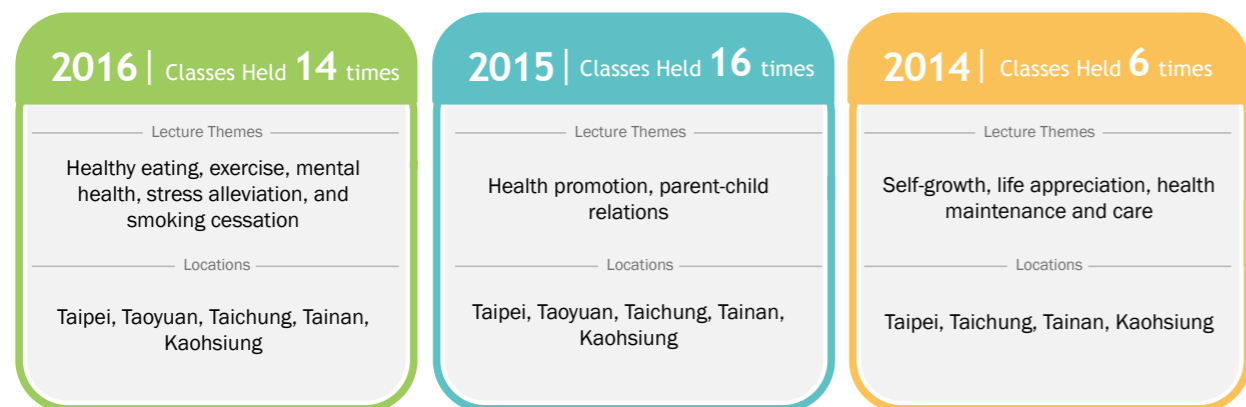 2016 | Classes Held 14 times
Lecture Themes
Healthy eating, exercise, mental
health, stress alleviation, and
smoking cessation
Locations
Taipei, Taoyuan, Taichung, Tainan,
Kaohsiung
2015 | Classes Held 16 times
Lecture Themes
Health promotion, parent-child
relations
Locations
Taipei, Taoyuan, Taichung, Tainan,
Kaohsiung
2014 | Classes Held 6 times
Lecture Themes
Self-growth, life appreciation, health
maintenance and care
Locations
Taipei, Taichung, Tainan, Kaohsiung